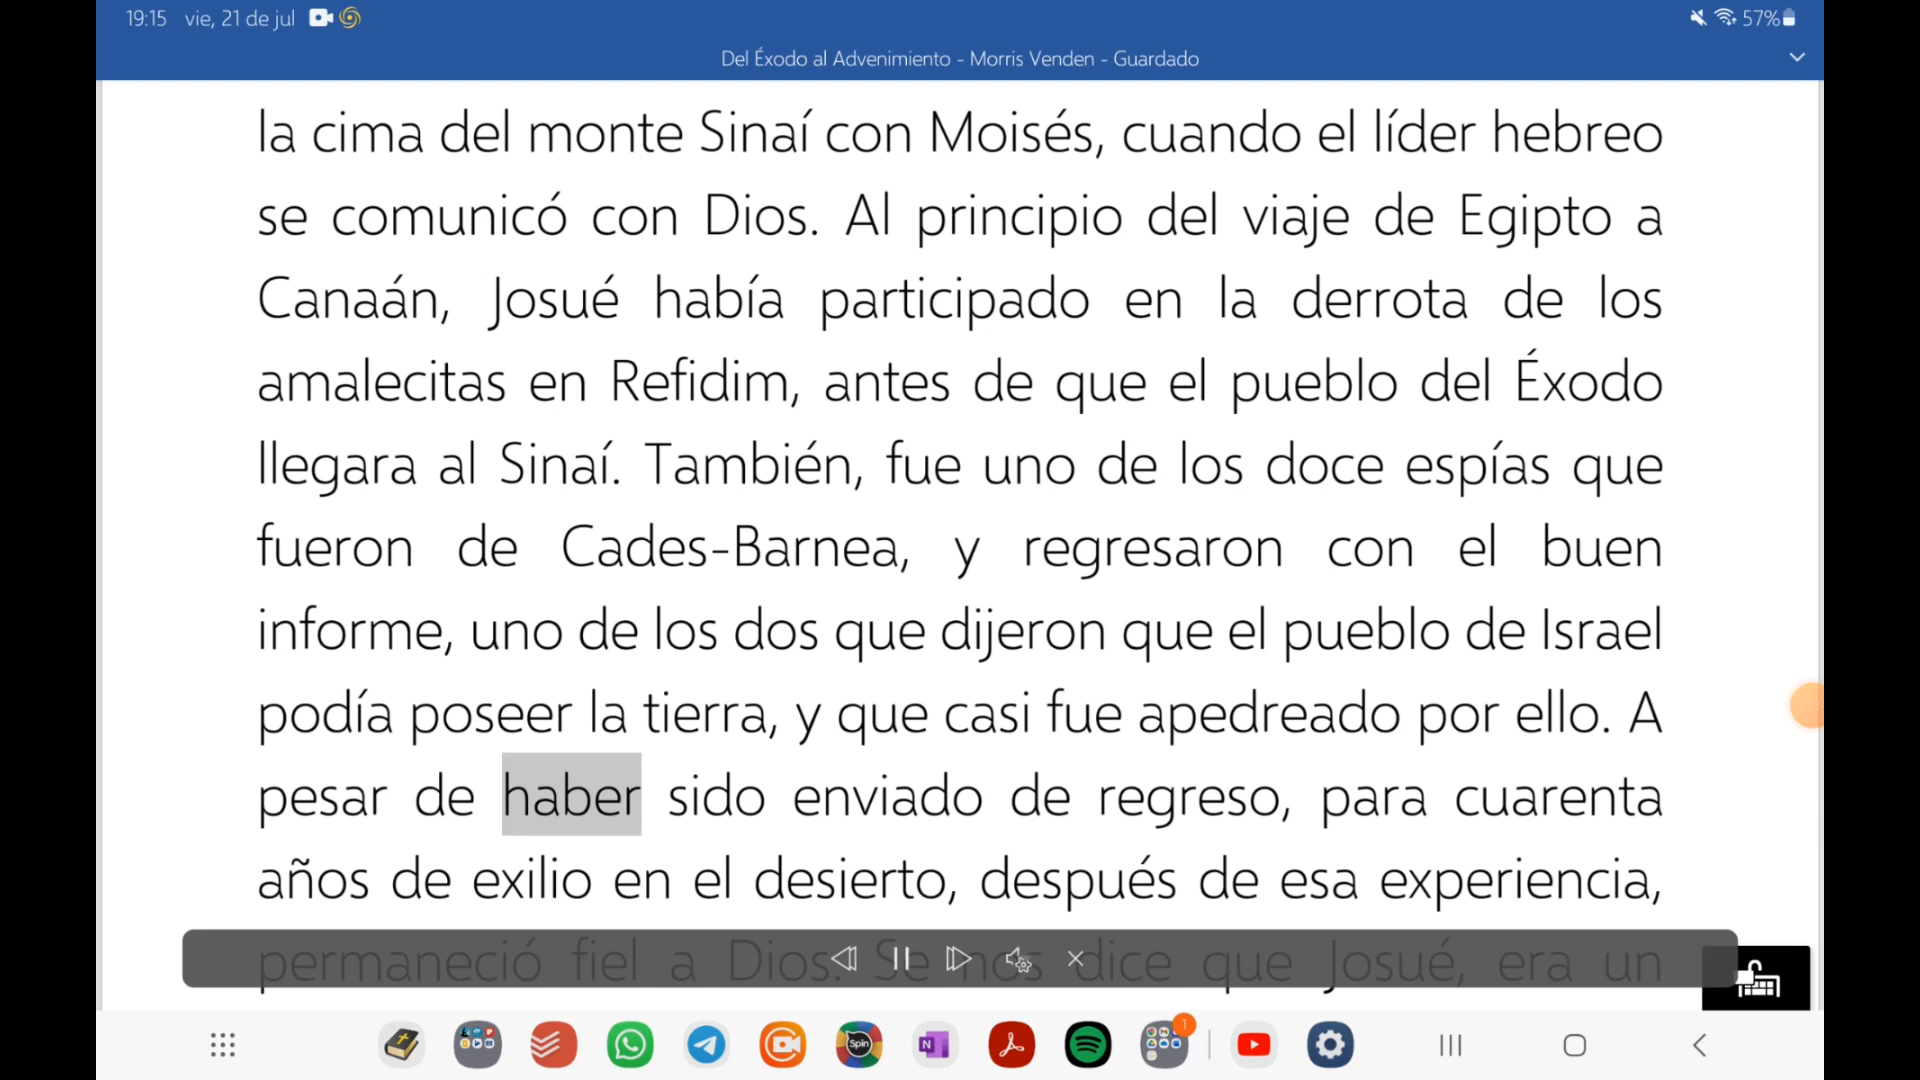 19:15 vie, 21 de jul
57%
Del Éxodo al Advenimiento - Morris Venden - Guardado
la cima del monte Sinaí con Moisés, cuando el líder hebreo
se comunicó con Dios. Al principio del viaje de Egipto a
Canaán, Josué había participado en la derrota de los
amalecitas en Refidim, antes de que el pueblo del Éxodo
llegara al Sinaí. También, fue uno de los doce espías que
fueron de Cades-Barnea, y regresaron con el buen
informe, uno de los dos que dijeron que el pueblo de Israel
podía poseer la tierra, y que casi fue apedreado por ello. A
pesar de haber sido enviado de regreso, para cuarenta
años de exilio en el desierto, después de esa experiencia,
permaneció fiel a Dios. Se nos dice que Josué, era un
Spin
N
1